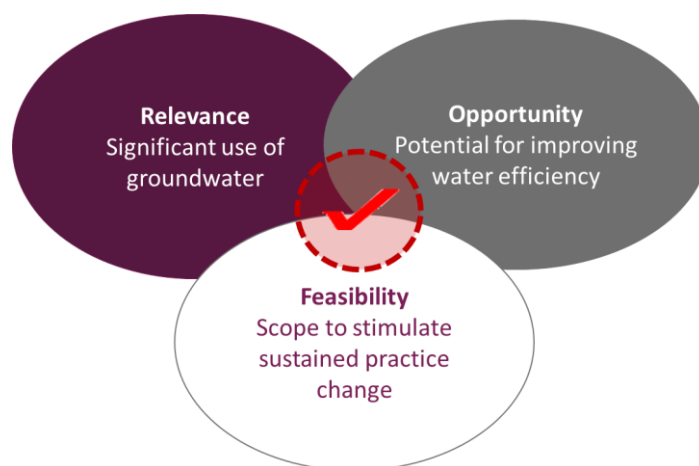 Relevance
Significant use of
groundwater
Opportunity
Potential for improving
water efficiency
Feasibility
Scope to stimulate
sustained practice
change